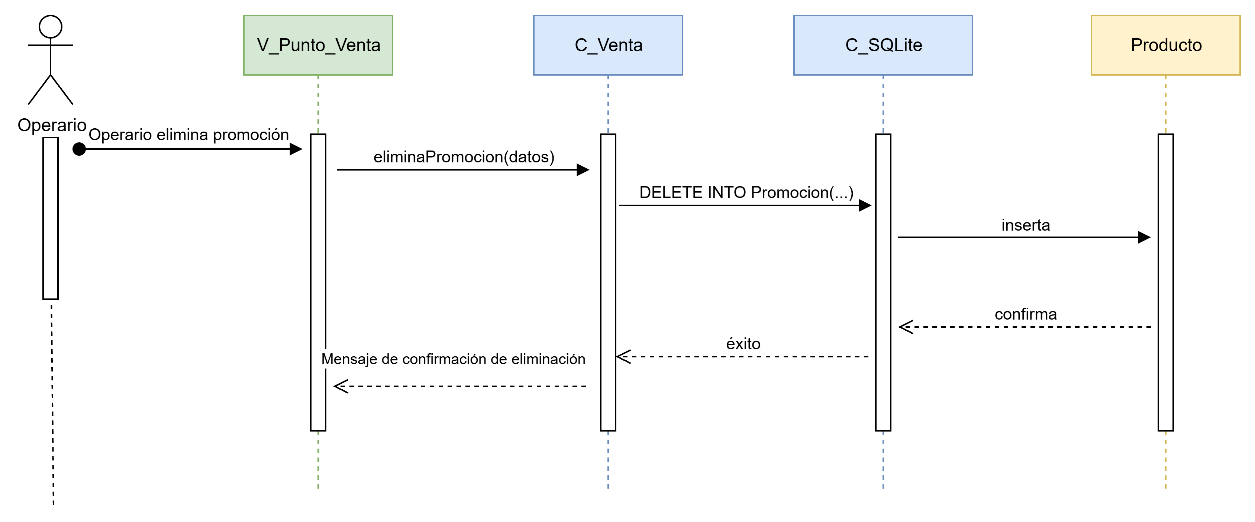 V_Punto_Venta
C_Venta
C_SQLite
Producto
Operario
Operario elimina promoción
eliminaPromocion(datos)
DELETE INTO Promocion(...)
inserta
confirma
éxito
Mensaje de confirmación de eliminación